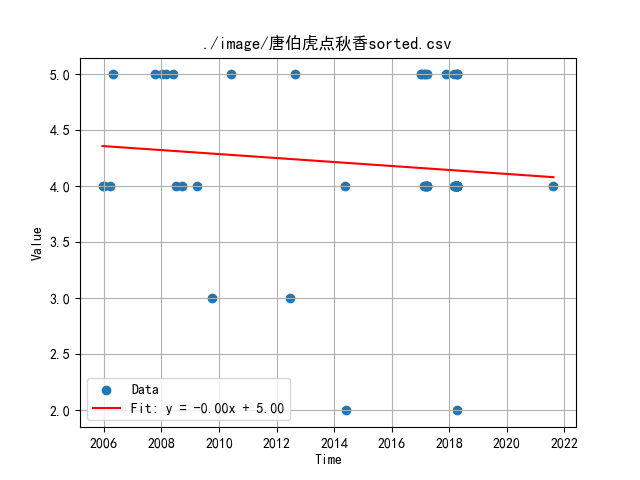 ./image/唐伯虎点秋香sorted.csv
5.0
4.5
4.0
3.5
3.0
2.5
2.0
Value
Data
Fit: y = -0.00x + 5.00
2006 2008 2010 2012 2014 2016 2018 2020 2022
Time